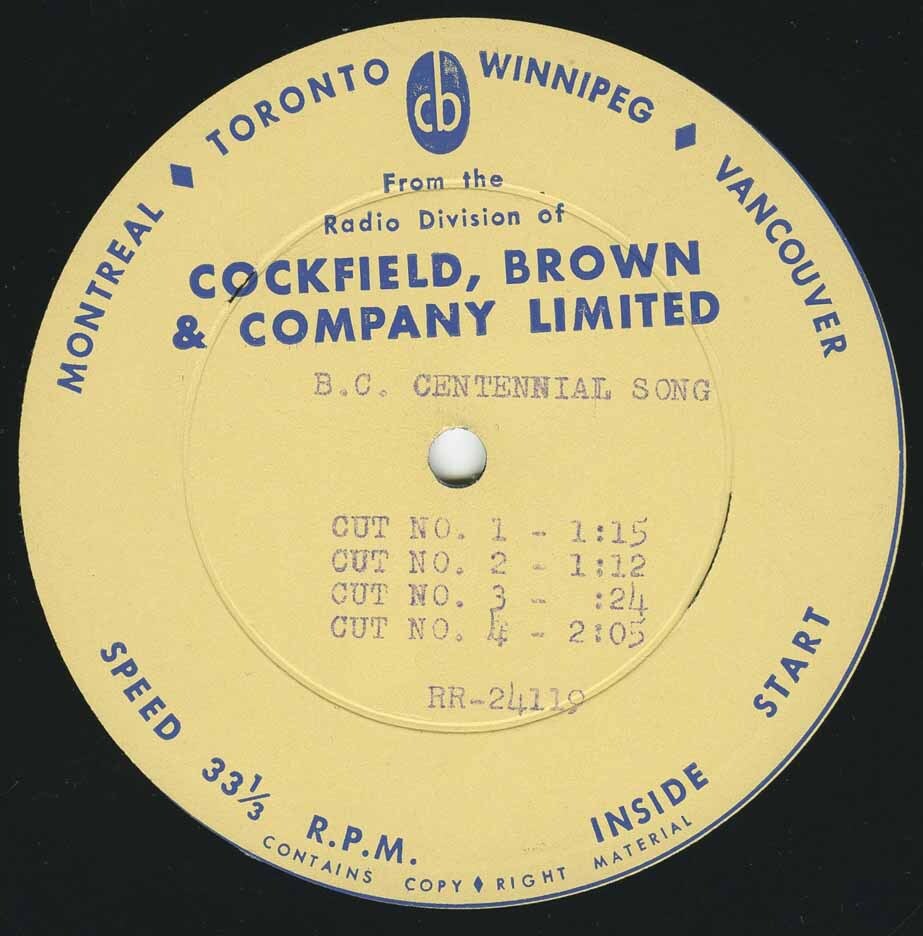 MONTREAL ♦ TORONTO cb WINNIPEG ♦ VANCOUVER
From the
Radio Division of
COCKFIELD, BROWN
& COMPANY LIMITED
B.C. CENTENNIAL SONG
CUT NO. 1 - 1:15
CUT NO. 2 - 1:12
CUT NO. 3 - :24
CUT NO. 4 - 2:05
RR-24119
SPEED 33⅓ R.P.M. INSIDE START
CONTAINS COPY♦RIGHT MATERIAL